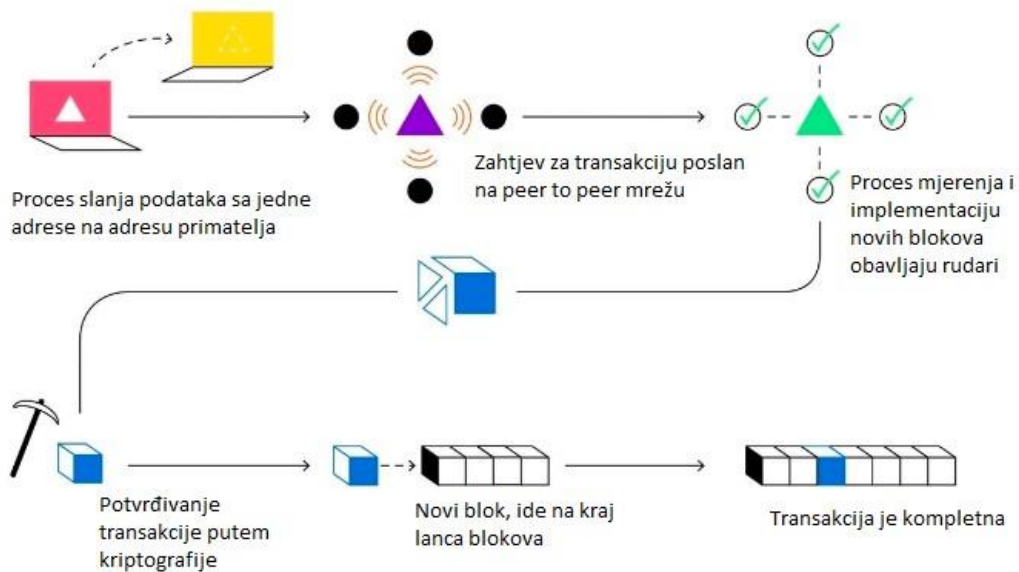 Proces slanja podataka sa jedne
adrese na adresu primatelja
Zahtjev za transakciju poslan
na peer to peer mrežu
Proces mjerenja i
implementaciju
novih blokova
obavljaju rudari
Potvrđivanje
transakcije putem
kriptografije
Novi blok, ide na kraj
lanca blokova
Transakcija je kompletna